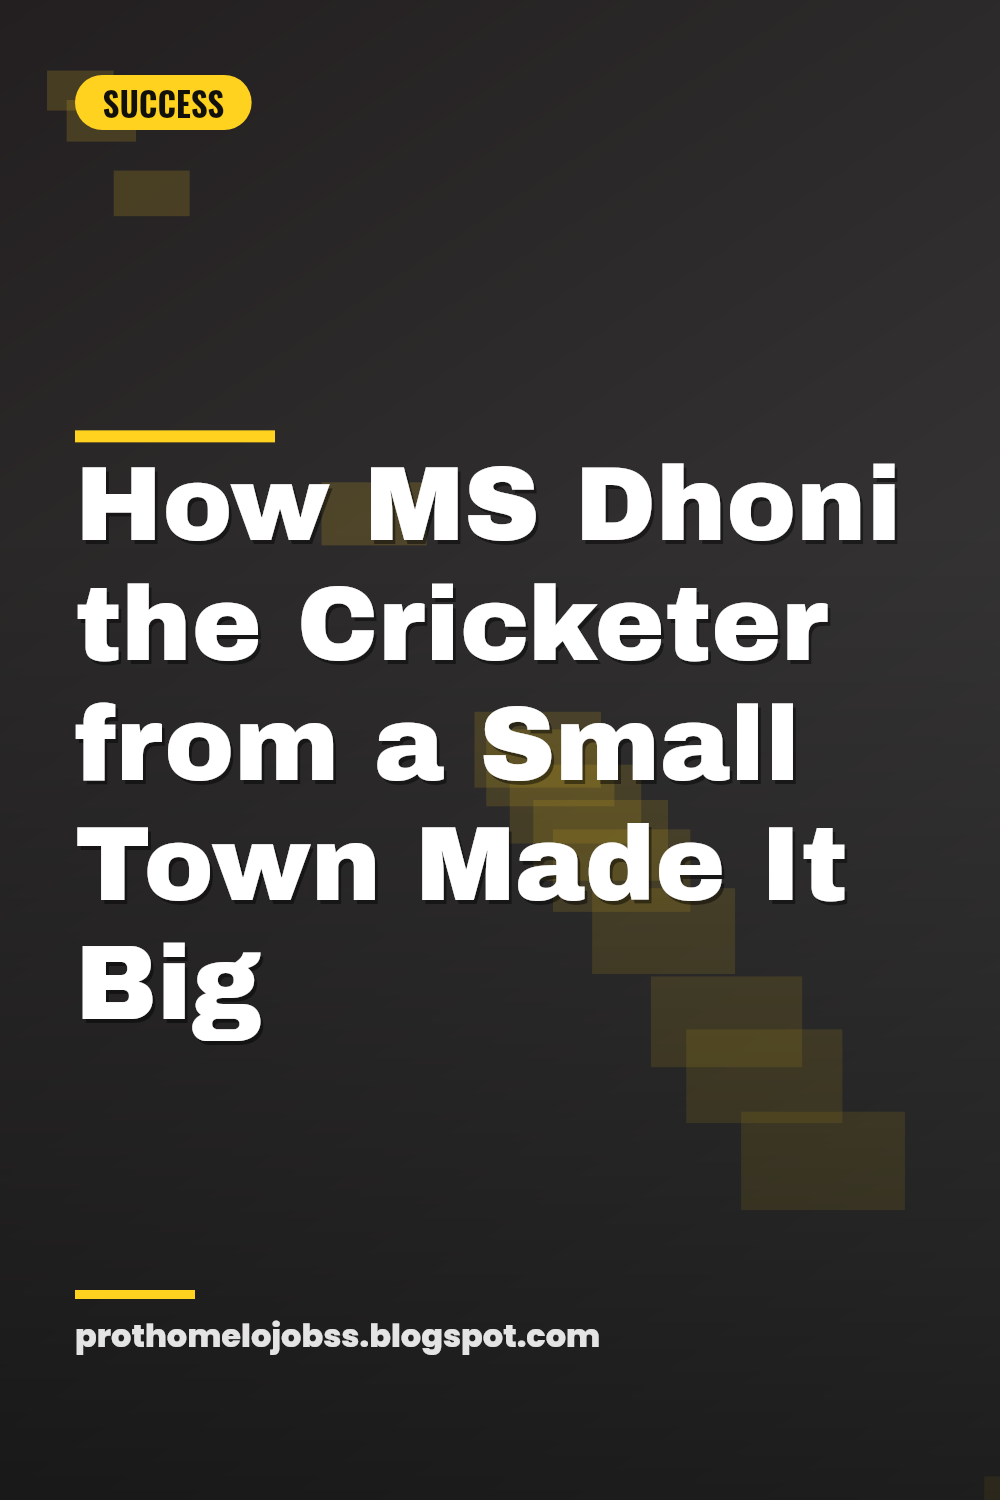 SUCCESS
How MS Dhoni
the Cricketer
from a Small
Town Made It
Big
prothomelojobss.blogspot.com